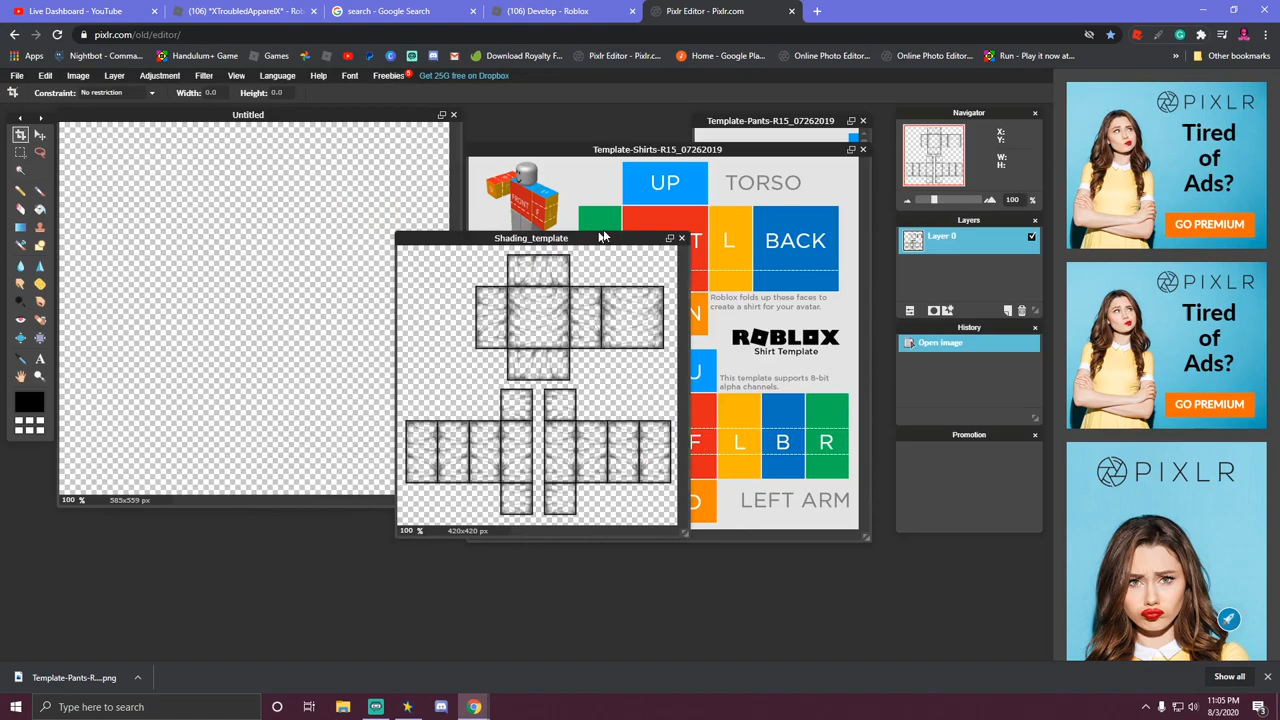 Live Dashboard - YouTube
(106) *XTroubledApparelX* - Rob
search - Google Search
(106) Develop - Roblox
Pixlr Editor - Pixlr.com
pixlr.com/old/editor/
Apps
Nightbot - Comma...
Handulum+ Game
Games
Download Royalty F...
Pixlr Editor - Pixlr.c...
Home - Google Pla...
Online Photo Editor...
Online Photo Editor...
Run - Play it now at...
»
File Edit Image Layer Adjustment Filter View Language Help Font Freebies Get 25G free on Dropbox
Constraint: No restriction Width: 0.0 Height: 0.0
Untitled
100 % 585x559 px
Template-Pants-R15_07262019
Template-Shirts-R15_07262019
UP TORSO
FRONT F
T L BACK
Roblox folds up these faces to
create a shirt for your avatar.
N
ROBLOX
Shirt Template
U
This template supports 8-bit
alpha channels.
F L B R
O LEFT ARM
Shading_template
100 % 420x420 px
Navigator
X:
Y:
W:
H:
100 %
Layers
Layer 0
History
Open image
Promotion
PIXLR
Tired
of
Ads?
GO PREMIUM
PIXLR
Tired
of
Ads?
GO PREMIUM
PIXLR
Template-Pants-R....png
Show all
Type here to search
11:05 PM
8/3/2020
3